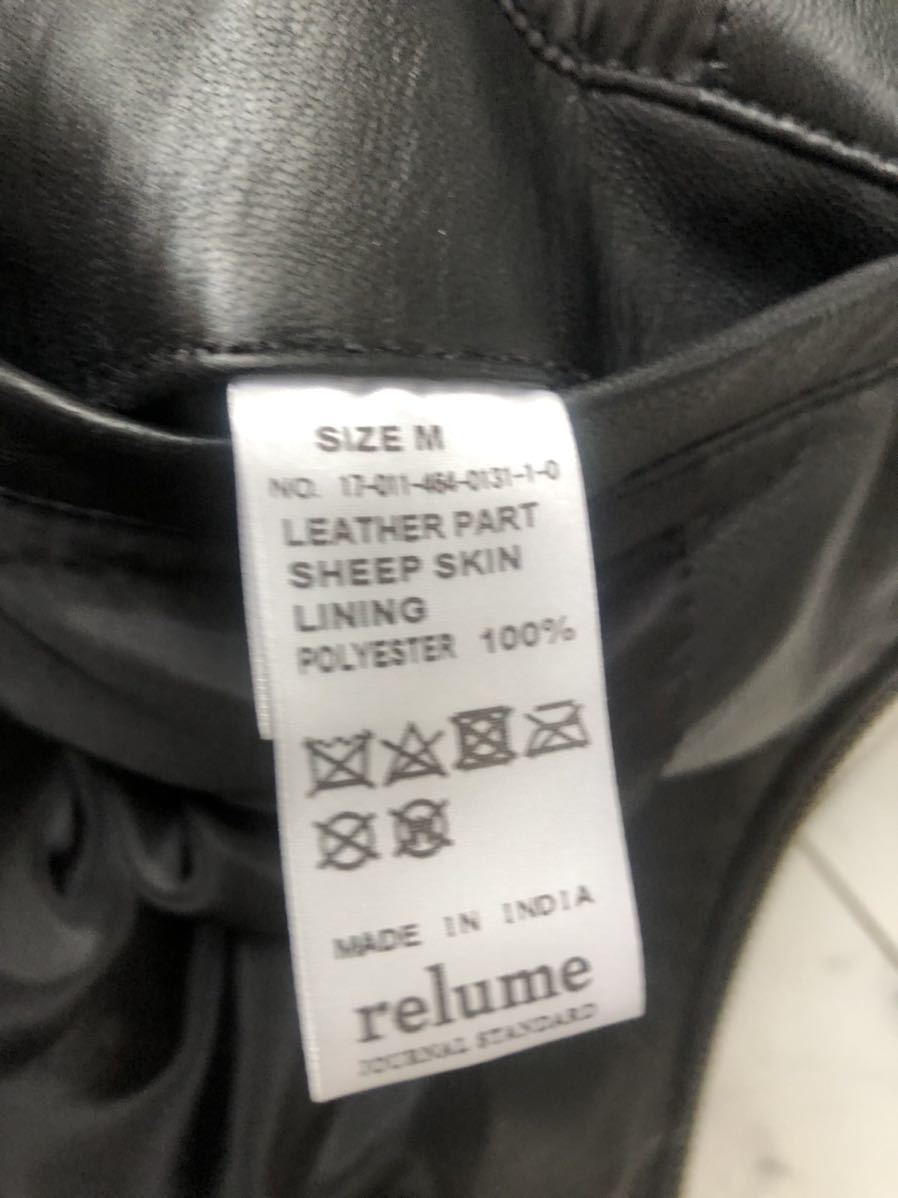 SIZE M
NO. 17-011-464-0131-1-0
LEATHER PART
SHEEP SKIN
LINING
POLYESTER 100%
MADE IN INDIA
relume
JOURNAL STANDARD